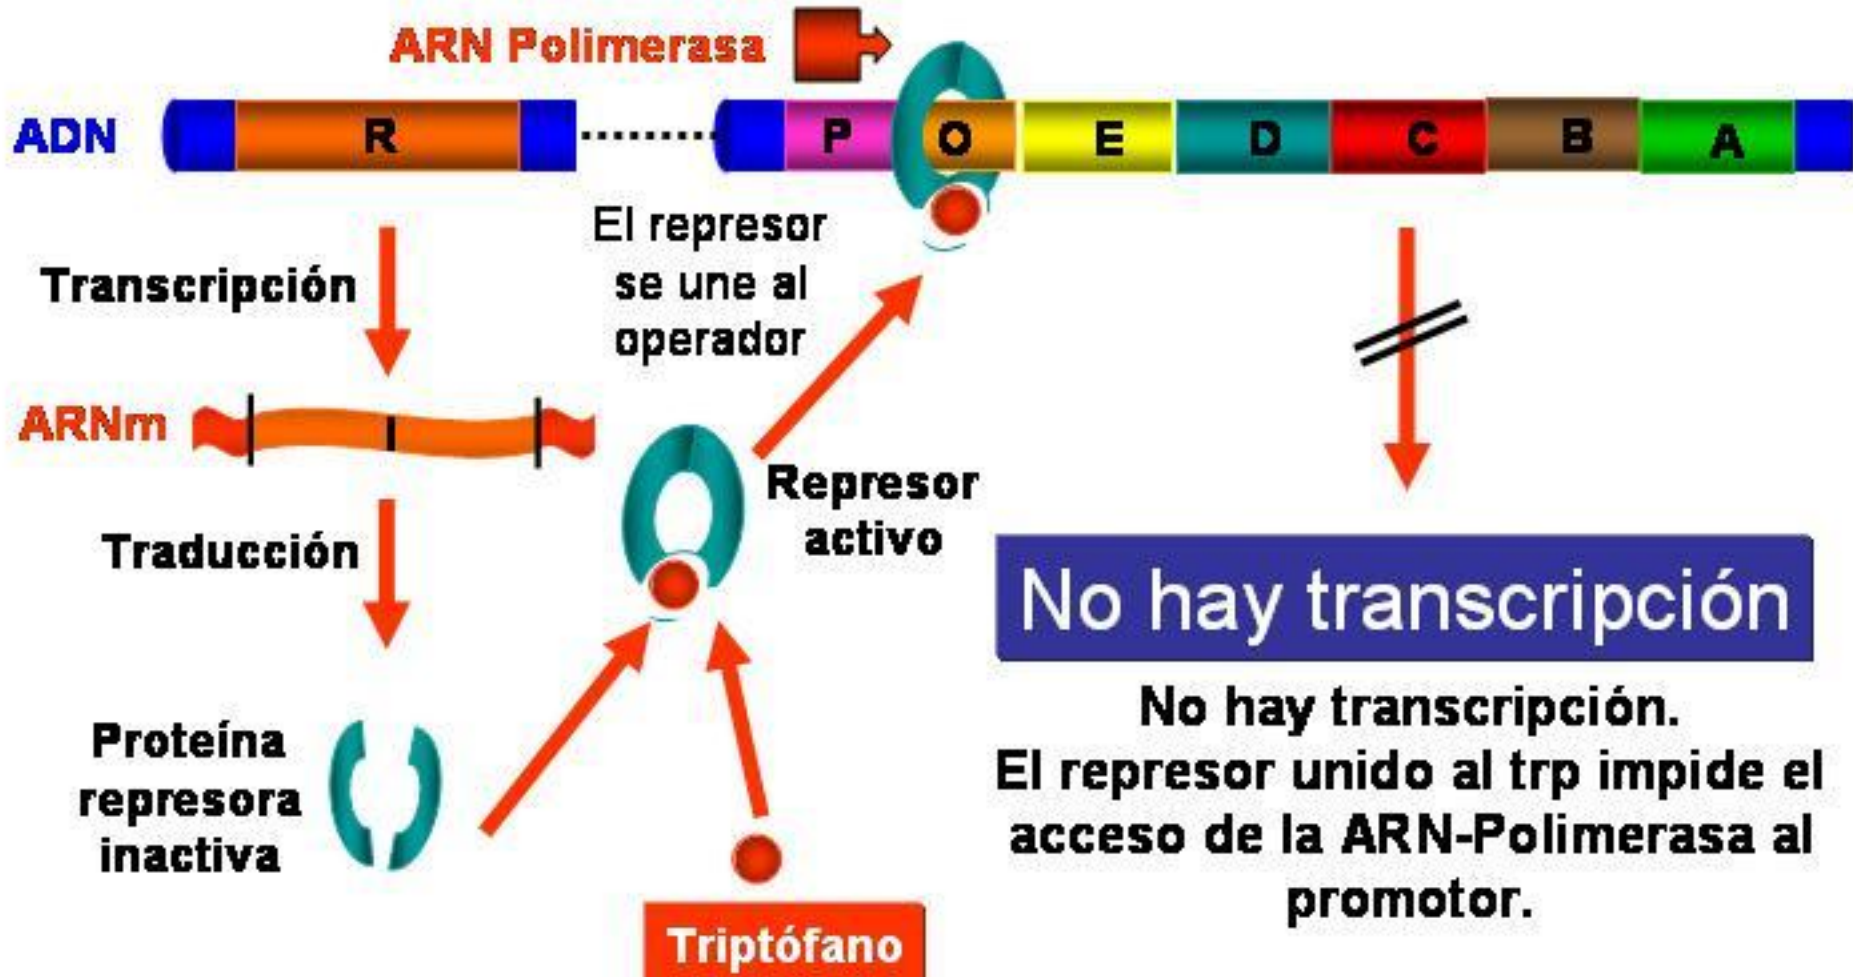 ARN Polimerasa
ADN
R
P
O
E
D
C
B
A
El represor
se une al
operador
Transcripción
ARNm
Represor
activo
Traducción
No hay transcripción
Proteína
represora
inactiva
No hay transcripción.
El represor unido al trp impide el
acceso de la ARN-Polimerasa al
promotor.
Triptófano